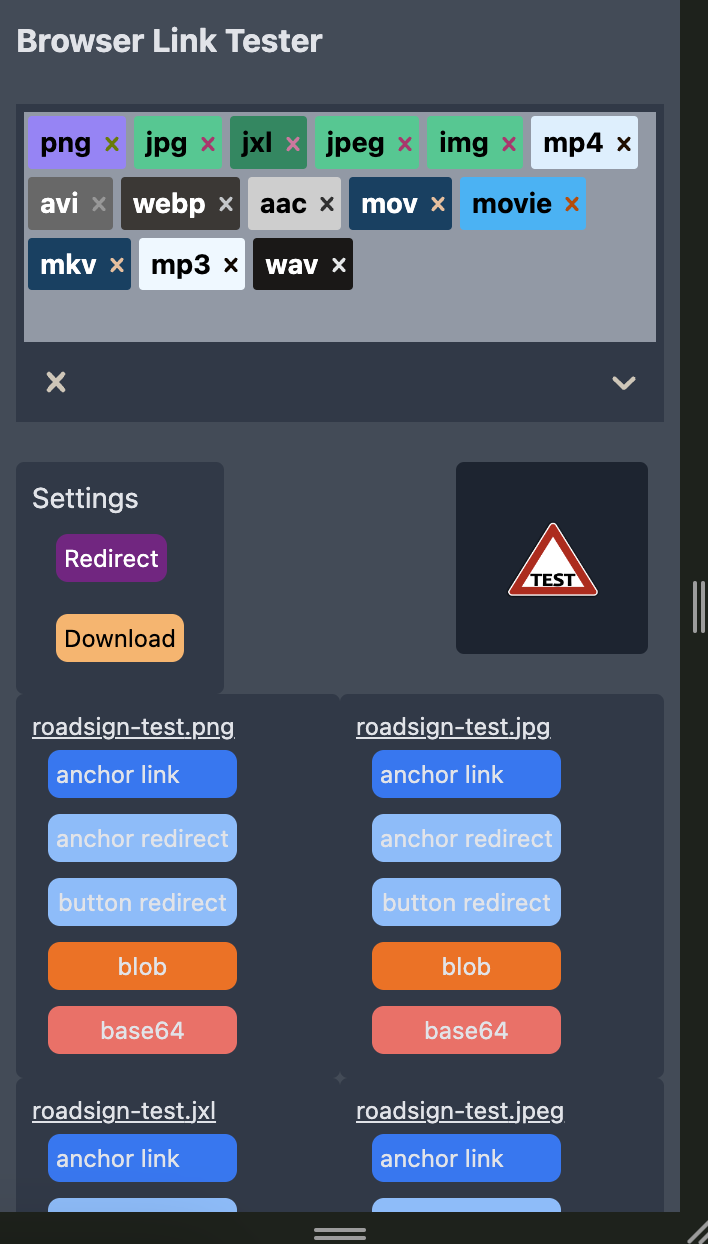 Browser Link Tester
png × jpg × jxl × jpeg × img × mp4 ×
avi × webp × aac × mov × movie ×
mkv × mp3 × wav ×
Settings
Redirect
Download
TEST
roadsign-test.png
anchor link
anchor redirect
button redirect
blob
base64
roadsign-test.jpg
anchor link
anchor redirect
button redirect
blob
base64
roadsign-test.jxl
anchor link
roadsign-test.jpeg
anchor link